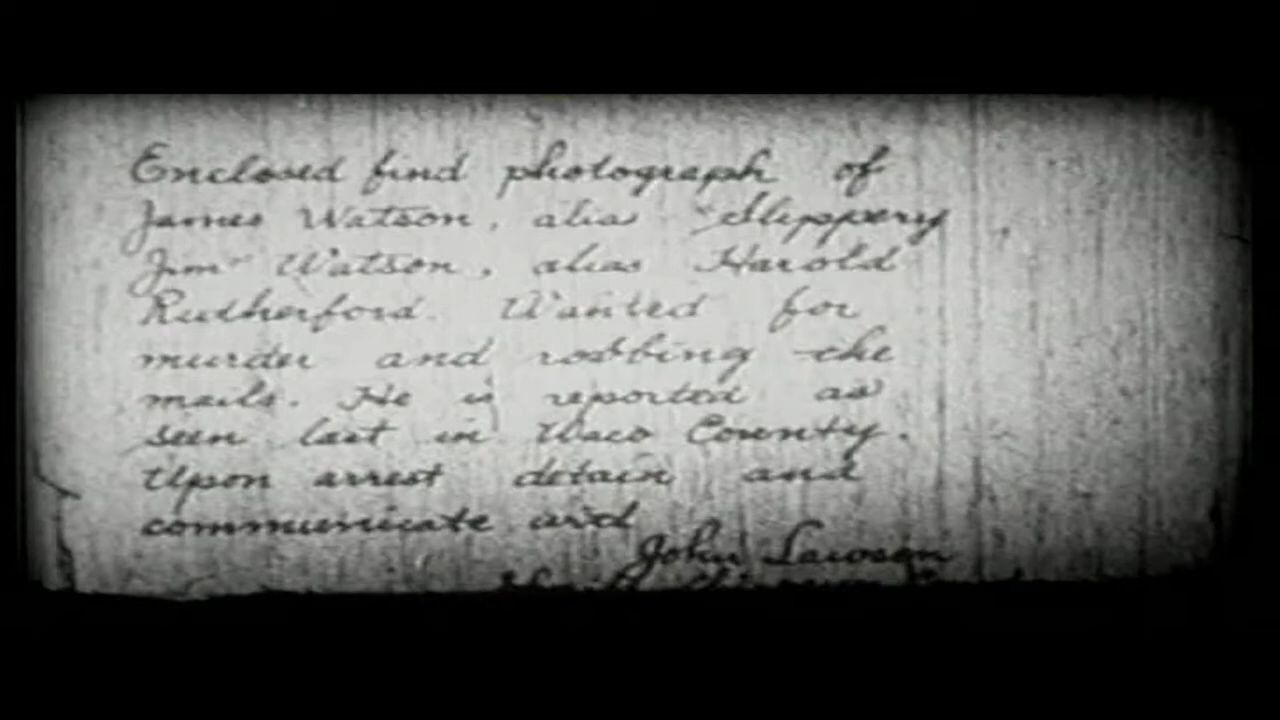 Enclosed find photograph of
James Watson, alias "Slippery
Jim" Watson, alias Harold
Rutherford. Wanted for
murder and robbing the
mails. He is reported as
seen last in Waco County.
Upon arrest detain and
communicate with
John Lawson